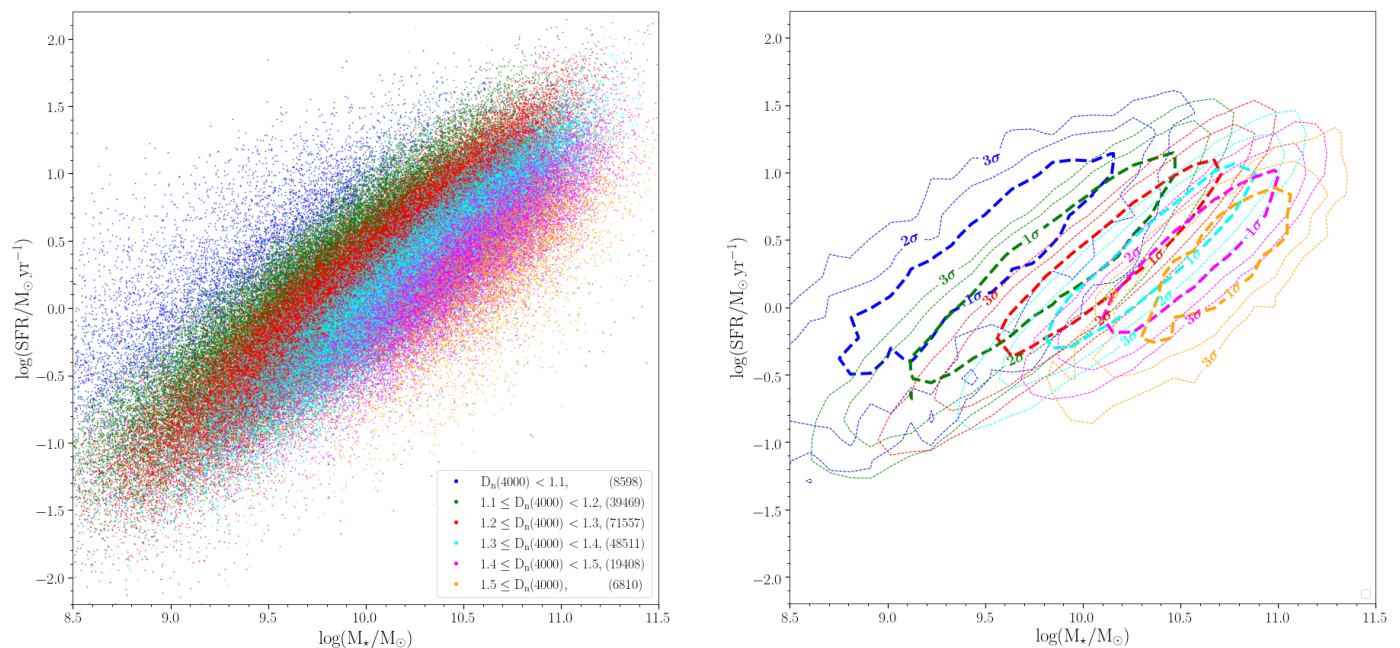 2.0
1.5
1.0
0.5
0.0
−0.5
−1.0
−1.5
−2.0
log(SFR/M⊙ yr⁻¹)
8.5 9.0 9.5 10.0 10.5 11.0 11.5
log(M⋆/M⊙)
Dₙ(4000) < 1.1, (8598)
1.1 ≤ Dₙ(4000) < 1.2, (39469)
1.2 ≤ Dₙ(4000) < 1.3, (71557)
1.3 ≤ Dₙ(4000) < 1.4, (48511)
1.4 ≤ Dₙ(4000) < 1.5, (19408)
1.5 ≤ Dₙ(4000), (6810)
2.0
1.5
1.0
0.5
0.0
−0.5
−1.0
−1.5
−2.0
log(SFR/M⊙ yr⁻¹)
3σ
2σ
1σ
3σ
1σ
2σ
3σ
1σ
2σ
1σ
2σ
3σ
2σ
1σ
3σ
1σ
3σ
8.5 9.0 9.5 10.0 10.5 11.0 11.5
log(M⋆/M⊙)